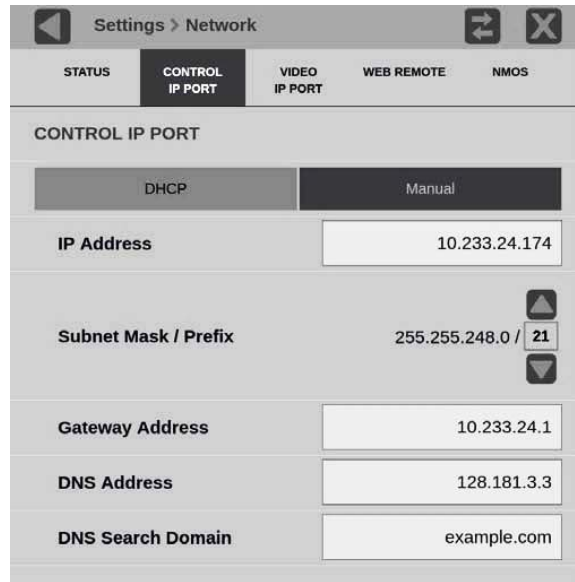 Settings > Network
STATUS
CONTROL
IP PORT
VIDEO
IP PORT
WEB REMOTE
NMOS
CONTROL IP PORT
DHCP
Manual
IP Address
10.233.24.174
Subnet Mask / Prefix
255.255.248.0 / 21
Gateway Address
10.233.24.1
DNS Address
128.181.3.3
DNS Search Domain
example.com